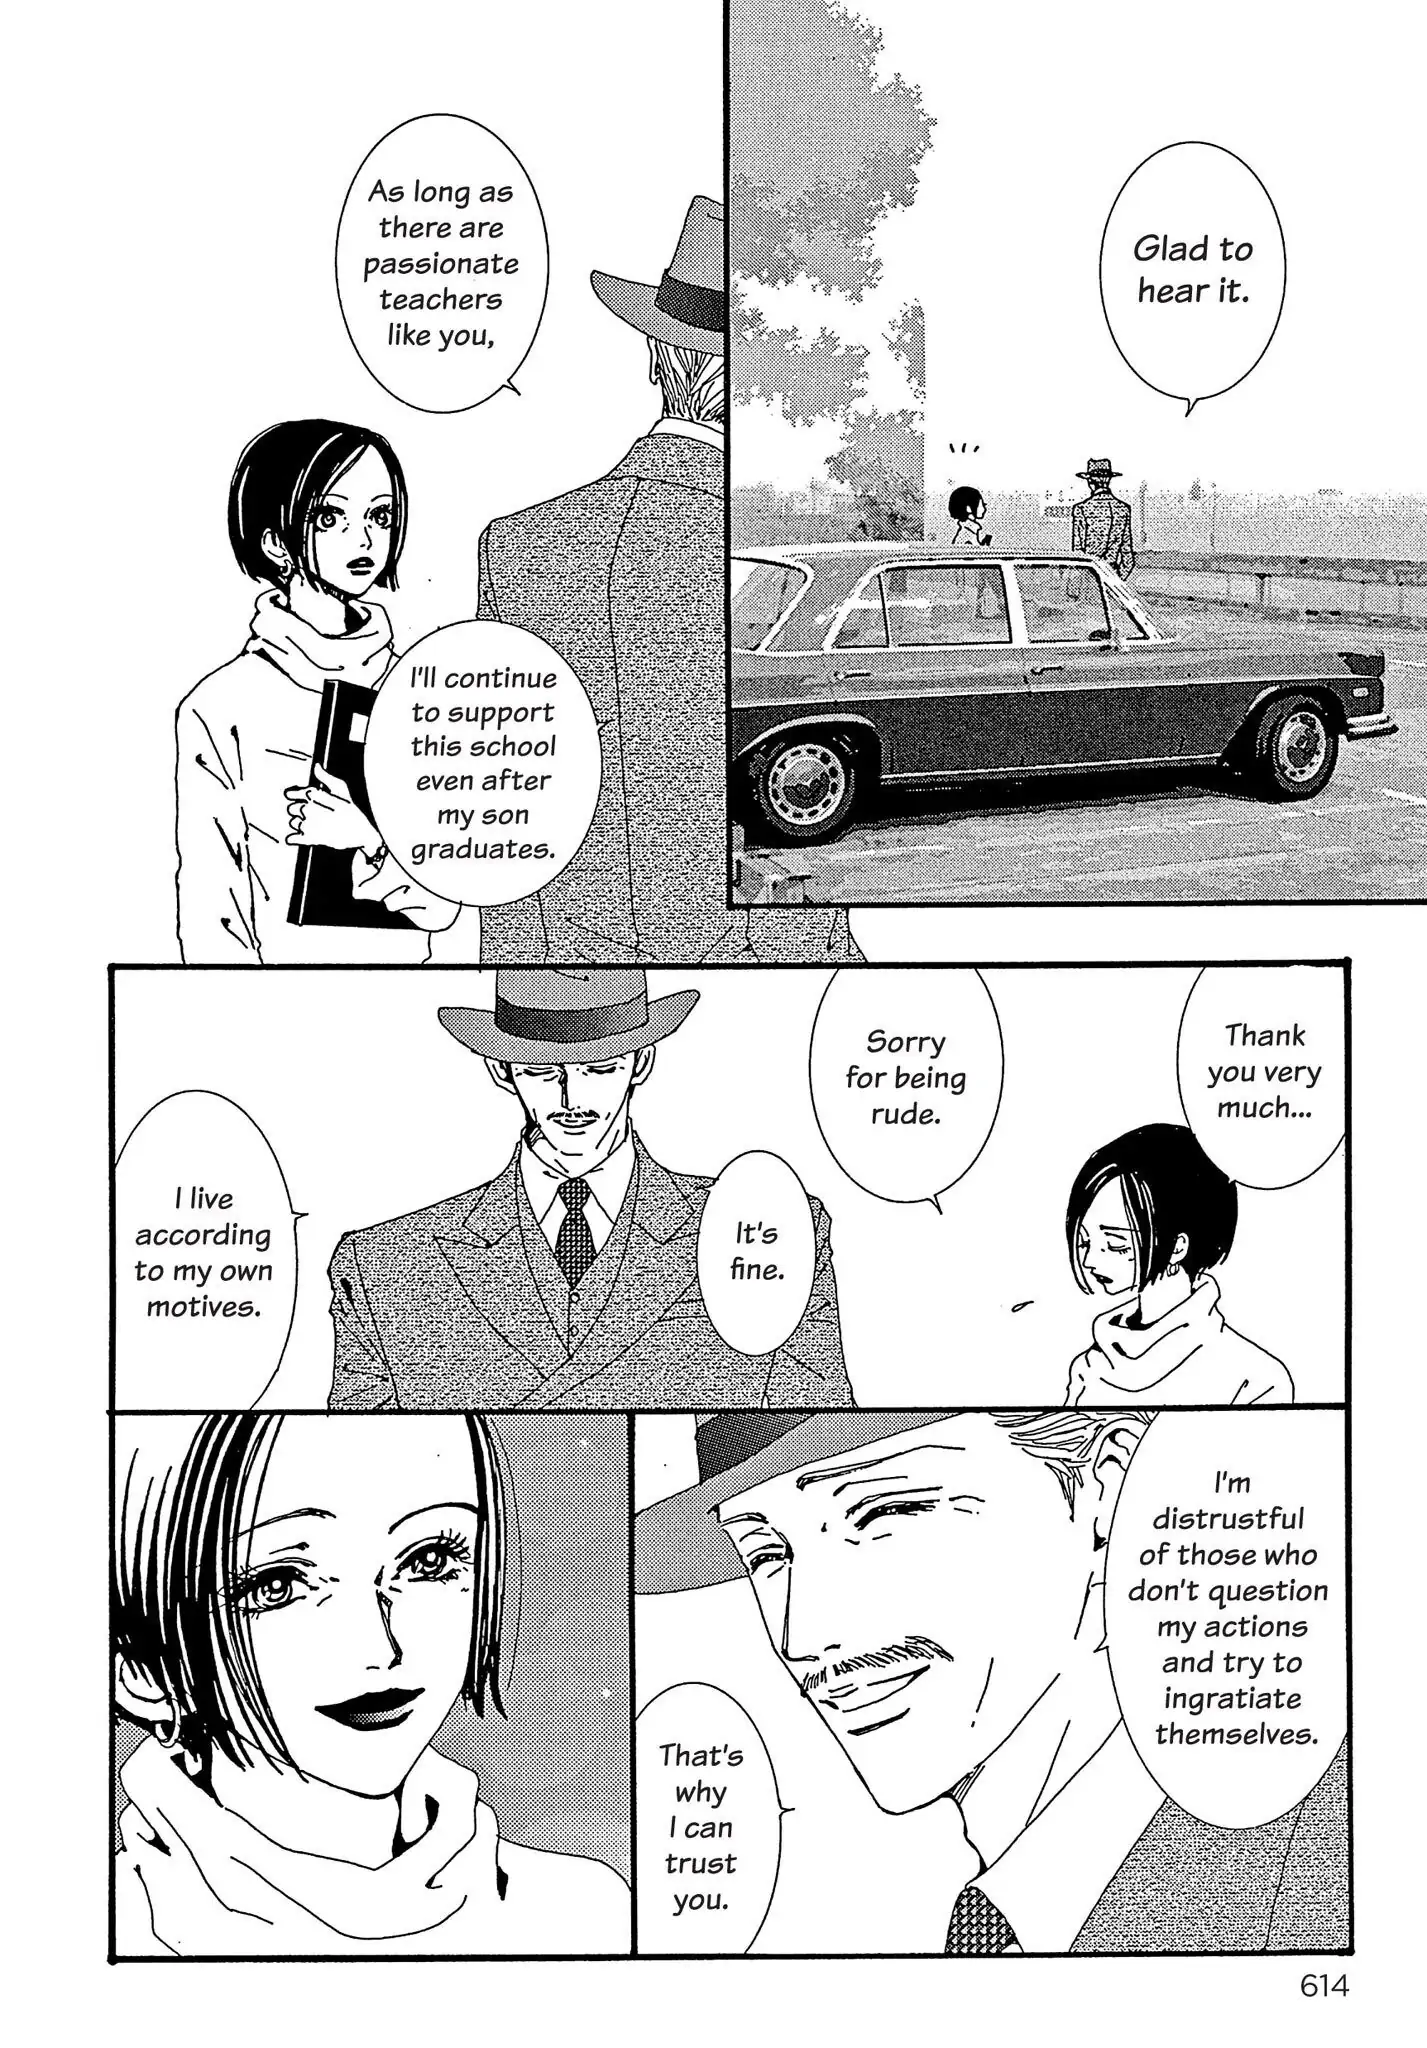 Glad to
hear it.
As long as
there are
passionate
teachers
like you,
I'll continue
to support
this school
even after
my son
graduates.
Thank
you very
much...
Sorry
for being
rude.
It's
fine.
I live
according
to my own
motives.
I'm
distrustful
of those who
don't question
my actions
and try to
ingratiate
themselves.
That's
why
I can
trust
you.
614